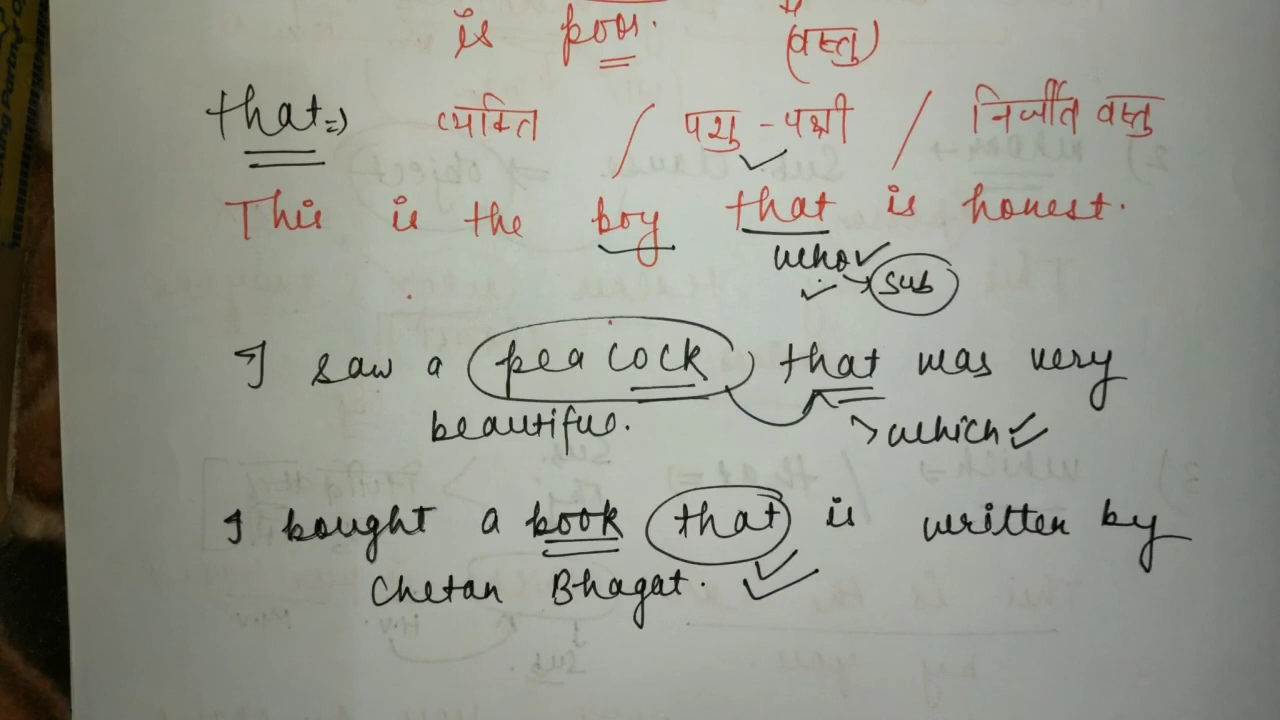 is poor. (वस्तु)
that⇒ व्यक्ति / पशु-पक्षी / निर्जीव वस्तु
This is the boy that is honest.
who✓
✓ → sub
I saw a peacock that was very
beautiful. > which✓
I bought a book that is written by
Chetan Bhagat.